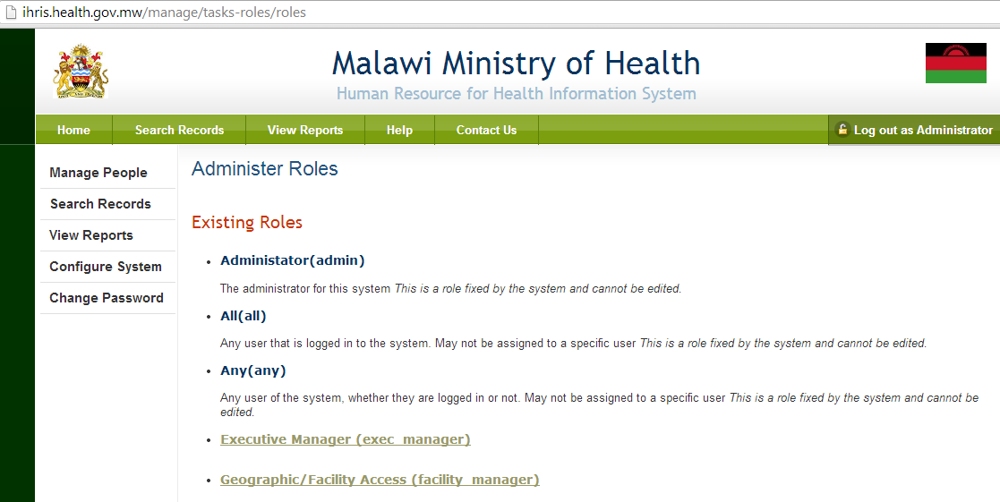 ihris.health.gov.mw/manage/tasks-roles/roles
Malawi Ministry of Health
Human Resource for Health Information System
Home
Search Records
View Reports
Help
Contact Us
Log out as Administrator
Manage People
Search Records
View Reports
Configure System
Change Password
Administer Roles
Existing Roles
Administator(admin)
The administrator for this system This is a role fixed by the system and cannot be edited.
All(all)
Any user that is logged in to the system. May not be assigned to a specific user This is a role fixed by the system and cannot be edited.
Any(any)
Any user of the system, whether they are logged in or not. May not be assigned to a specific user This is a role fixed by the system and cannot be
edited.
Executive Manager (exec_manager)
Geographic/Facility Access (facility_manager)